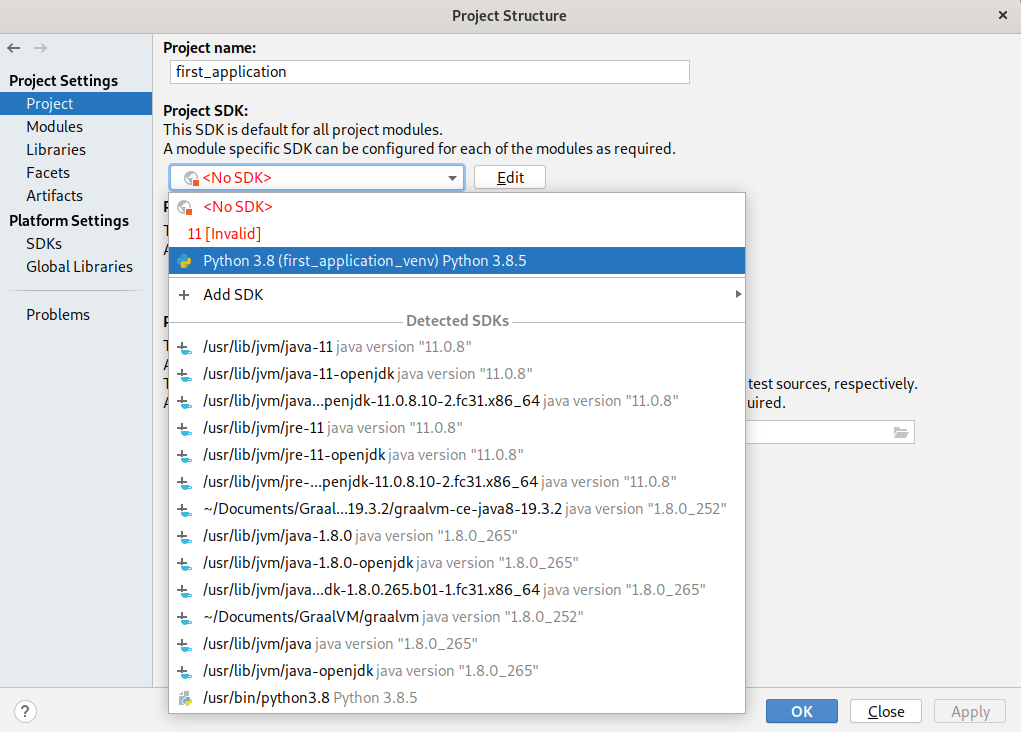 Project Structure
Project name:
Project Settings
first_application
Project
Project SDK:
Modules
This SDK is default for all project modules.
Libraries
A module specific SDK can be configured for each of the modules as required.
Facets
<No SDK>
Edit
Artifacts
Platform Settings
<No SDK>
SDKs
11 [Invalid]
Global Libraries
Python 3.8 (first_application_venv) Python 3.8.5
Problems
Add SDK
Detected SDKs
/usr/lib/jvm/java-11 java version "11.0.8"
/usr/lib/jvm/java-11-openjdk java version "11.0.8"
test sources, respectively.
/usr/lib/jvm/java...penjdk-11.0.8.10-2.fc31.x86_64 java version "11.0.8"
uired.
/usr/lib/jvm/jre-11 java version "11.0.8"
/usr/lib/jvm/jre-11-openjdk java version "11.0.8"
/usr/lib/jvm/jre-...penjdk-11.0.8.10-2.fc31.x86_64 java version "11.0.8"
~/Documents/Graal...19.3.2/graalvm-ce-java8-19.3.2 java version "1.8.0_252"
/usr/lib/jvm/java-1.8.0 java version "1.8.0_265"
/usr/lib/jvm/java-1.8.0-openjdk java version "1.8.0_265"
/usr/lib/jvm/java...dk-1.8.0.265.b01-1.fc31.x86_64 java version "1.8.0_265"
~/Documents/GraalVM/graalvm java version "1.8.0_252"
/usr/lib/jvm/java java version "1.8.0_265"
/usr/lib/jvm/java-openjdk java version "1.8.0_265"
/usr/bin/python3.8 Python 3.8.5
?
OK
Close
Apply